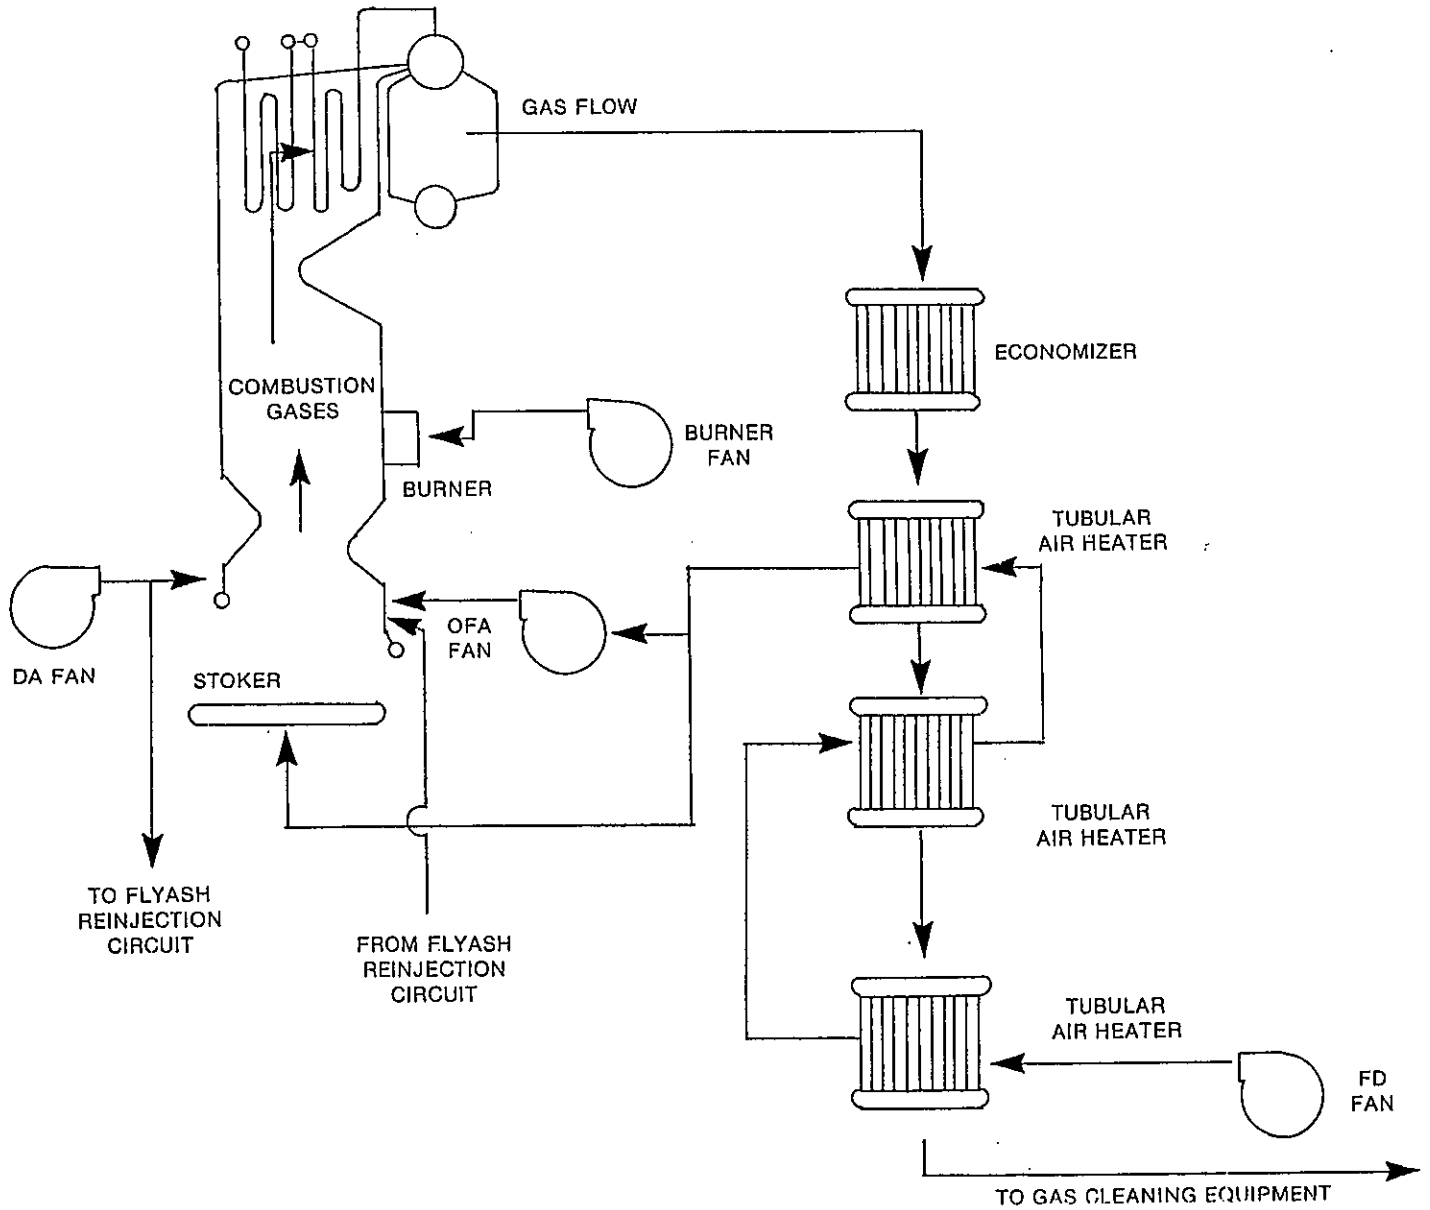 GAS FLOW
ECONOMIZER
COMBUSTION
GASES
BURNER
FAN
BURNER
TUBULAR
AIR HEATER
DA FAN
OFA
FAN
STOKER
TUBULAR
AIR HEATER
TO FLYASH
REINJECTION
CIRCUIT
FROM FLYASH
REINJECTION
CIRCUIT
TUBULAR
AIR HEATER
FD
FAN
TO GAS CLEANING EQUIPMENT